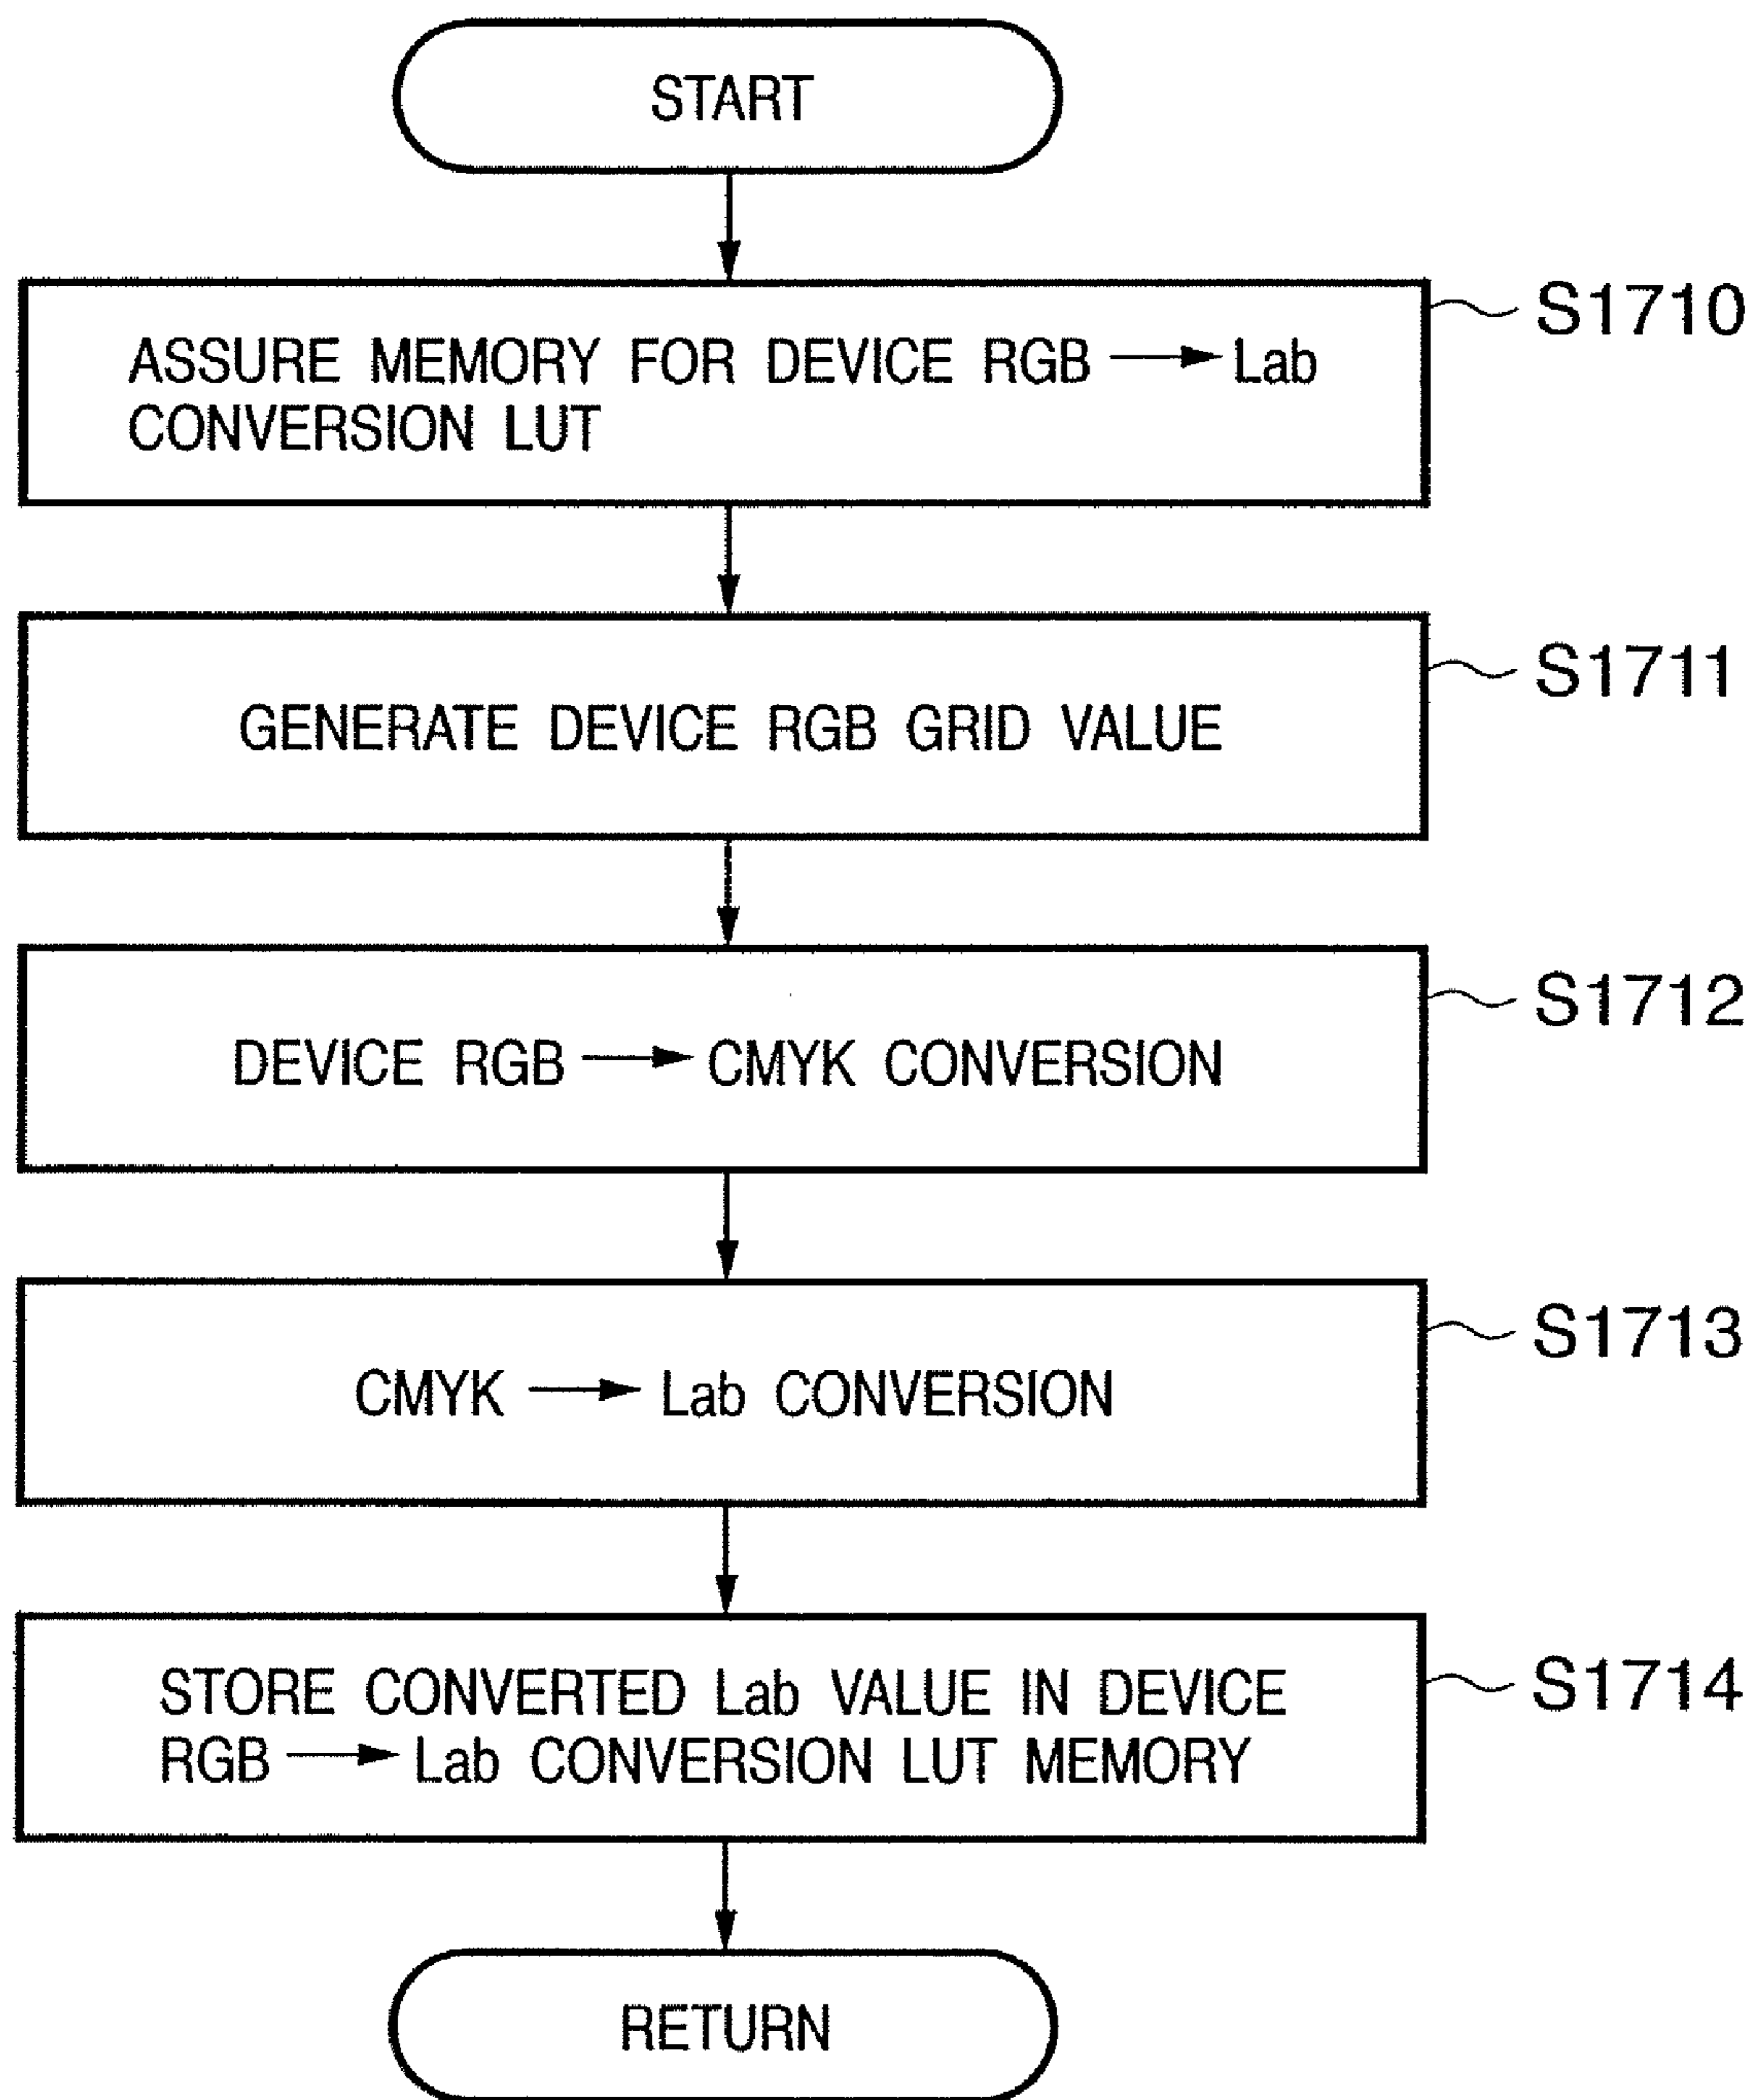 START
ASSURE MEMORY FOR DEVICE RGB → Lab
CONVERSION LUT
S1710
GENERATE DEVICE RGB GRID VALUE
S1711
DEVICE RGB → CMYK CONVERSION
S1712
CMYK → Lab CONVERSION
S1713
STORE CONVERTED Lab VALUE IN DEVICE
RGB → Lab CONVERSION LUT MEMORY
S1714
RETURN